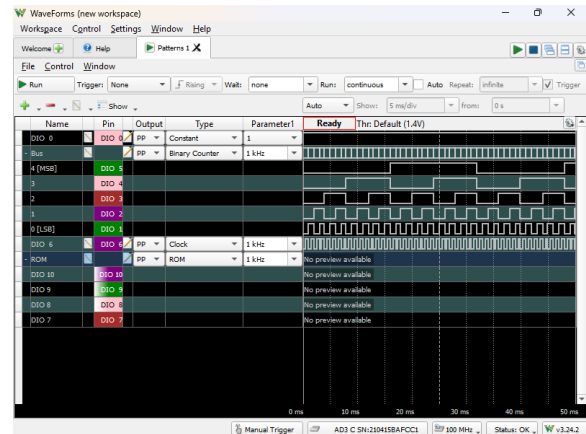 WaveForms (new workspace)
Workspace Control Settings Window Help
Welcome Help Patterns 1
File Control Window
Run Trigger: None Rising Wait: none Run: continuous Auto Repeat: infinite Trigger
Show Auto Show: 5 ms/div from: 0 s
Name Pin Output Type Parameter1 Ready Thr: Default (1.4V)
DIO 0 DIO 0 PP Constant 1
- Bus PP Binary Counter 1 kHz
4 [MSB] DIO 5
3 DIO 4
2 DIO 3
1 DIO 2
0 [LSB] DIO 1
DIO 6 DIO 6 PP Clock 1 kHz
- ROM PP ROM 1 kHz No preview available
DIO 10 DIO 10 No preview available
DIO 9 DIO 9 No preview available
DIO 8 DIO 8 No preview available
DIO 7 DIO 7 No preview available
0 ms 10 ms 20 ms 30 ms 40 ms 50 ms
Manual Trigger AD3 C SN:210415BAFCC1 100 MHz Status: OK v3.24.2